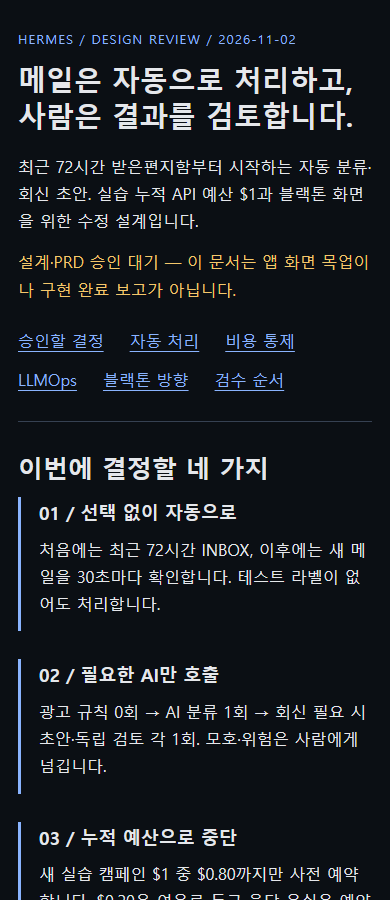 HERMES / DESIGN REVIEW / 2026-11-02
메일은 자동으로 처리하고,
사람은 결과를 검토합니다.
최근 72시간 받은편지함부터 시작하는 자동 분류·
회신 초안. 실습 누적 API 예산 $1과 블랙톤 화면
을 위한 수정 설계입니다.
설계·PRD 승인 대기 — 이 문서는 앱 화면 목업이
나 구현 완료 보고가 아닙니다.
승인할 결정 자동 처리 비용 통제
LLMOps 블랙톤 방향 검수 순서
이번에 결정할 네 가지
01 / 선택 없이 자동으로
처음에는 최근 72시간 INBOX, 이후에는 새 메
일을 30초마다 확인합니다. 테스트 라벨이 없
어도 처리합니다.
02 / 필요한 AI만 호출
광고 규칙 0회 → AI 분류 1회 → 회신 필요 시
초안·독립 검토 각 1회. 모호·위험은 사람에게
넘깁니다.
03 / 누적 예산으로 중단
새 실습 캠페인 $1 중 $0.80까지만 사전 예약